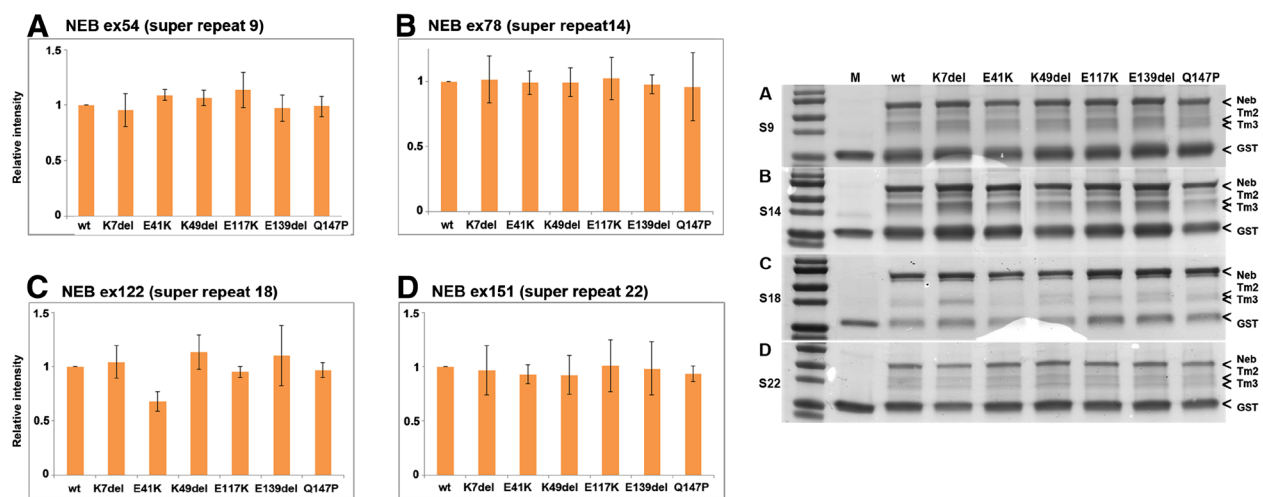 A NEB ex54 (super repeat 9)
1.5
1
0.5
0
Relative intensity
wt K7del E41K K49del E117K E139del Q147P
B NEB ex78 (super repeat14)
1
0.5
0
wt K7del E41K K49del E117K E139del Q147P
C NEB ex122 (super repeat 18)
1.5
1
0.5
0
Relative intensity
wt K7del E41K K49del E117K E139del Q147P
D NEB ex151 (super repeat 22)
1.5
1
0.5
0
wt K7del E41K K49del E117K E139del Q147P
M wt K7del E41K K49del E117K E139del Q147P
A
S9
Neb
Tm2
Tm3
GST
B
S14
Neb
Tm2
Tm3
GST
C
S18
Neb
Tm2
Tm3
GST
D
S22
Neb
Tm2
Tm3
GST